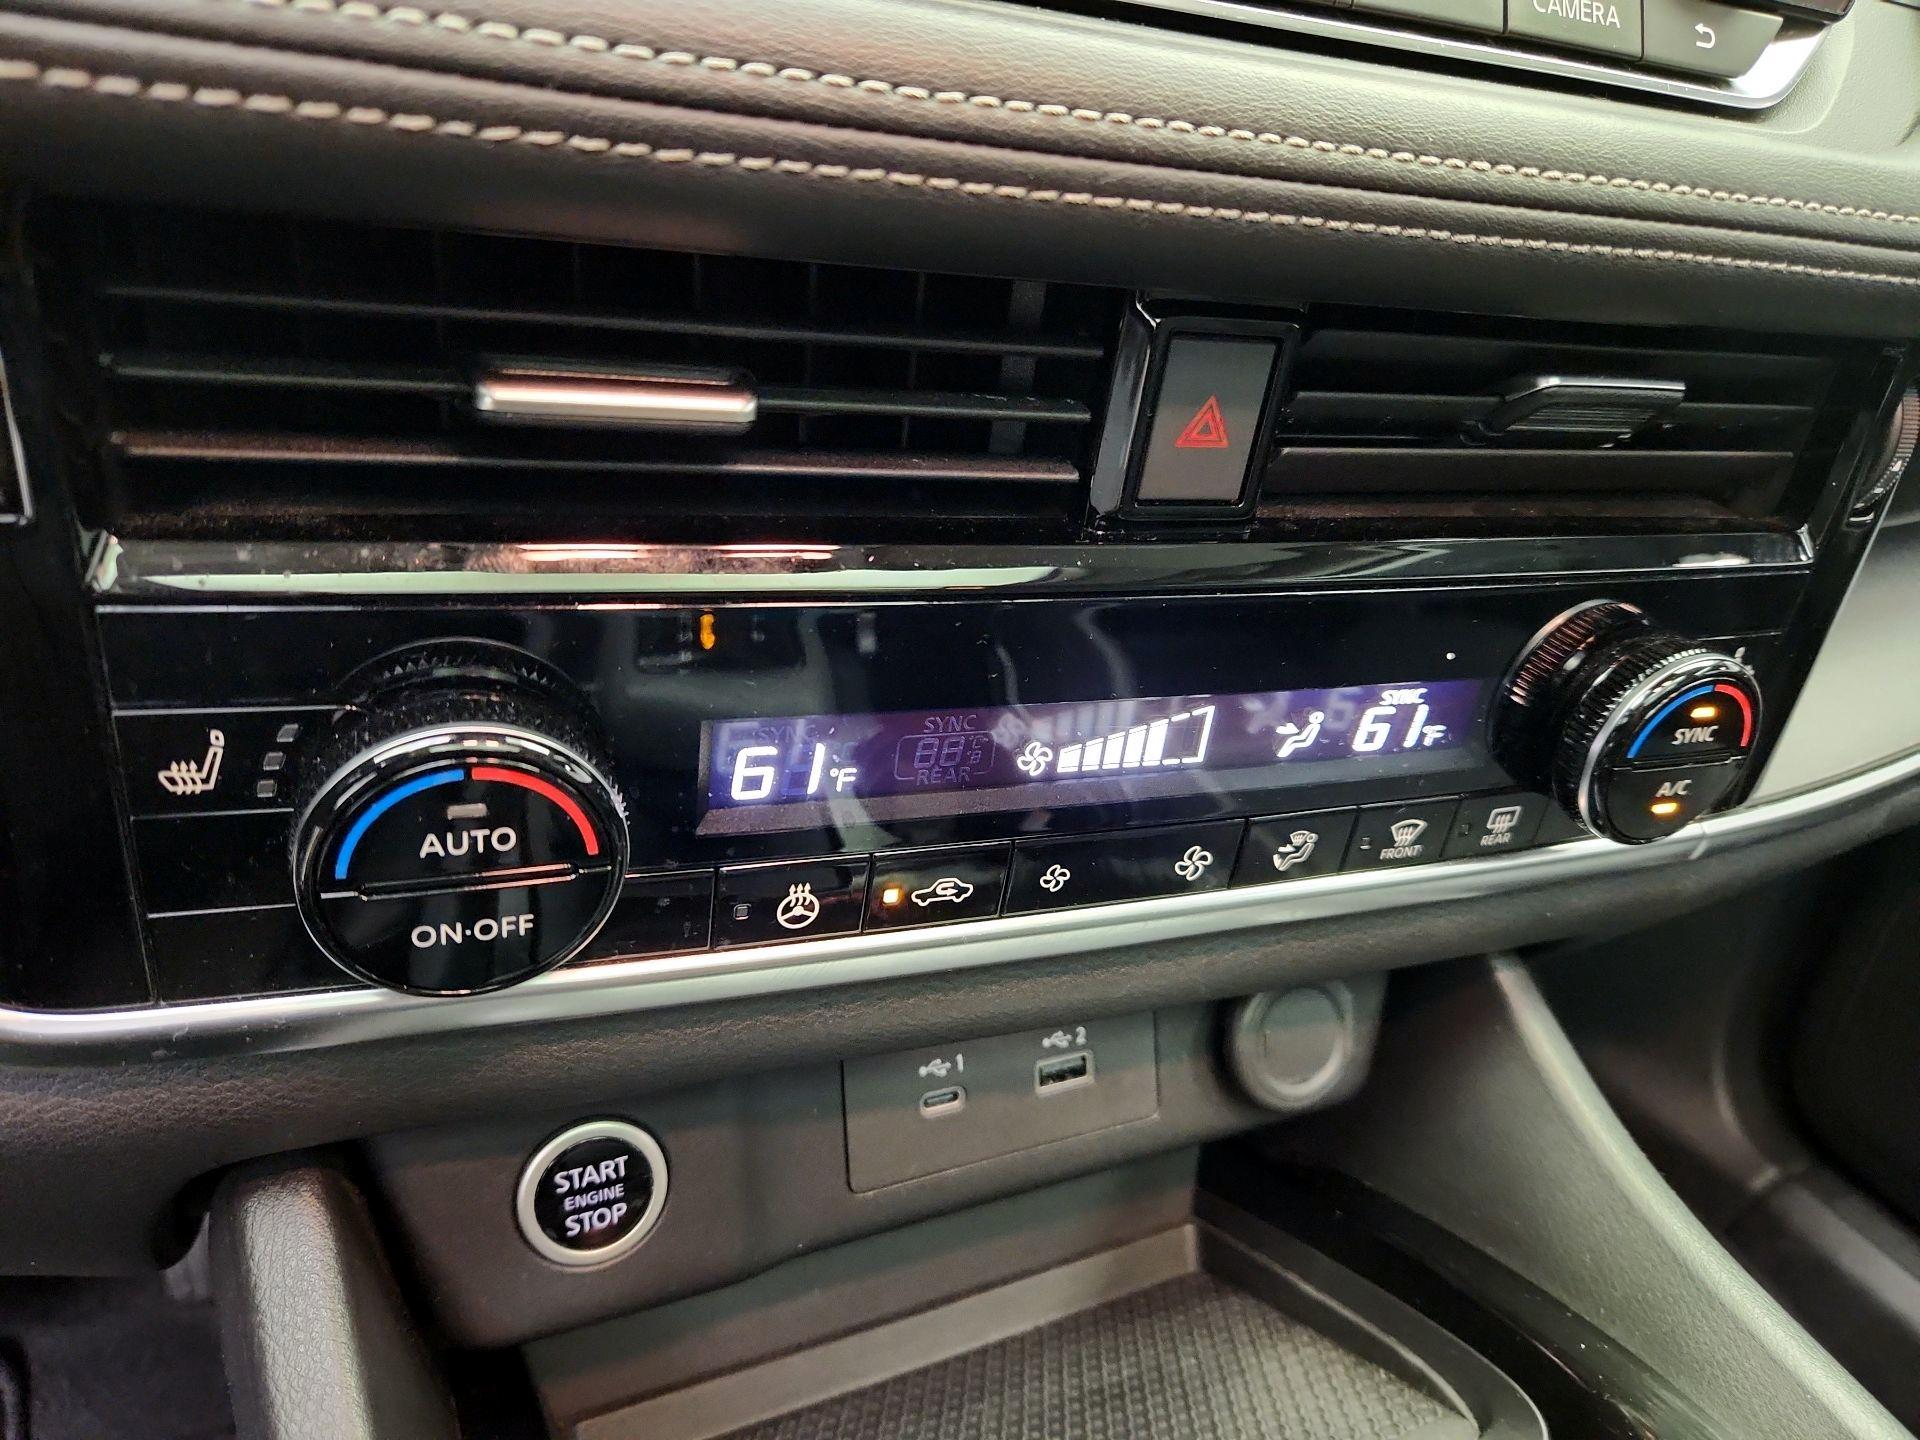 CAMERA
SYNC
61°F
SYNC
88°C
REAR
SYNC
61°F
AUTO
ON·OFF
SYNC
A/C
FRONT
REAR
1
2
START
ENGINE
STOP